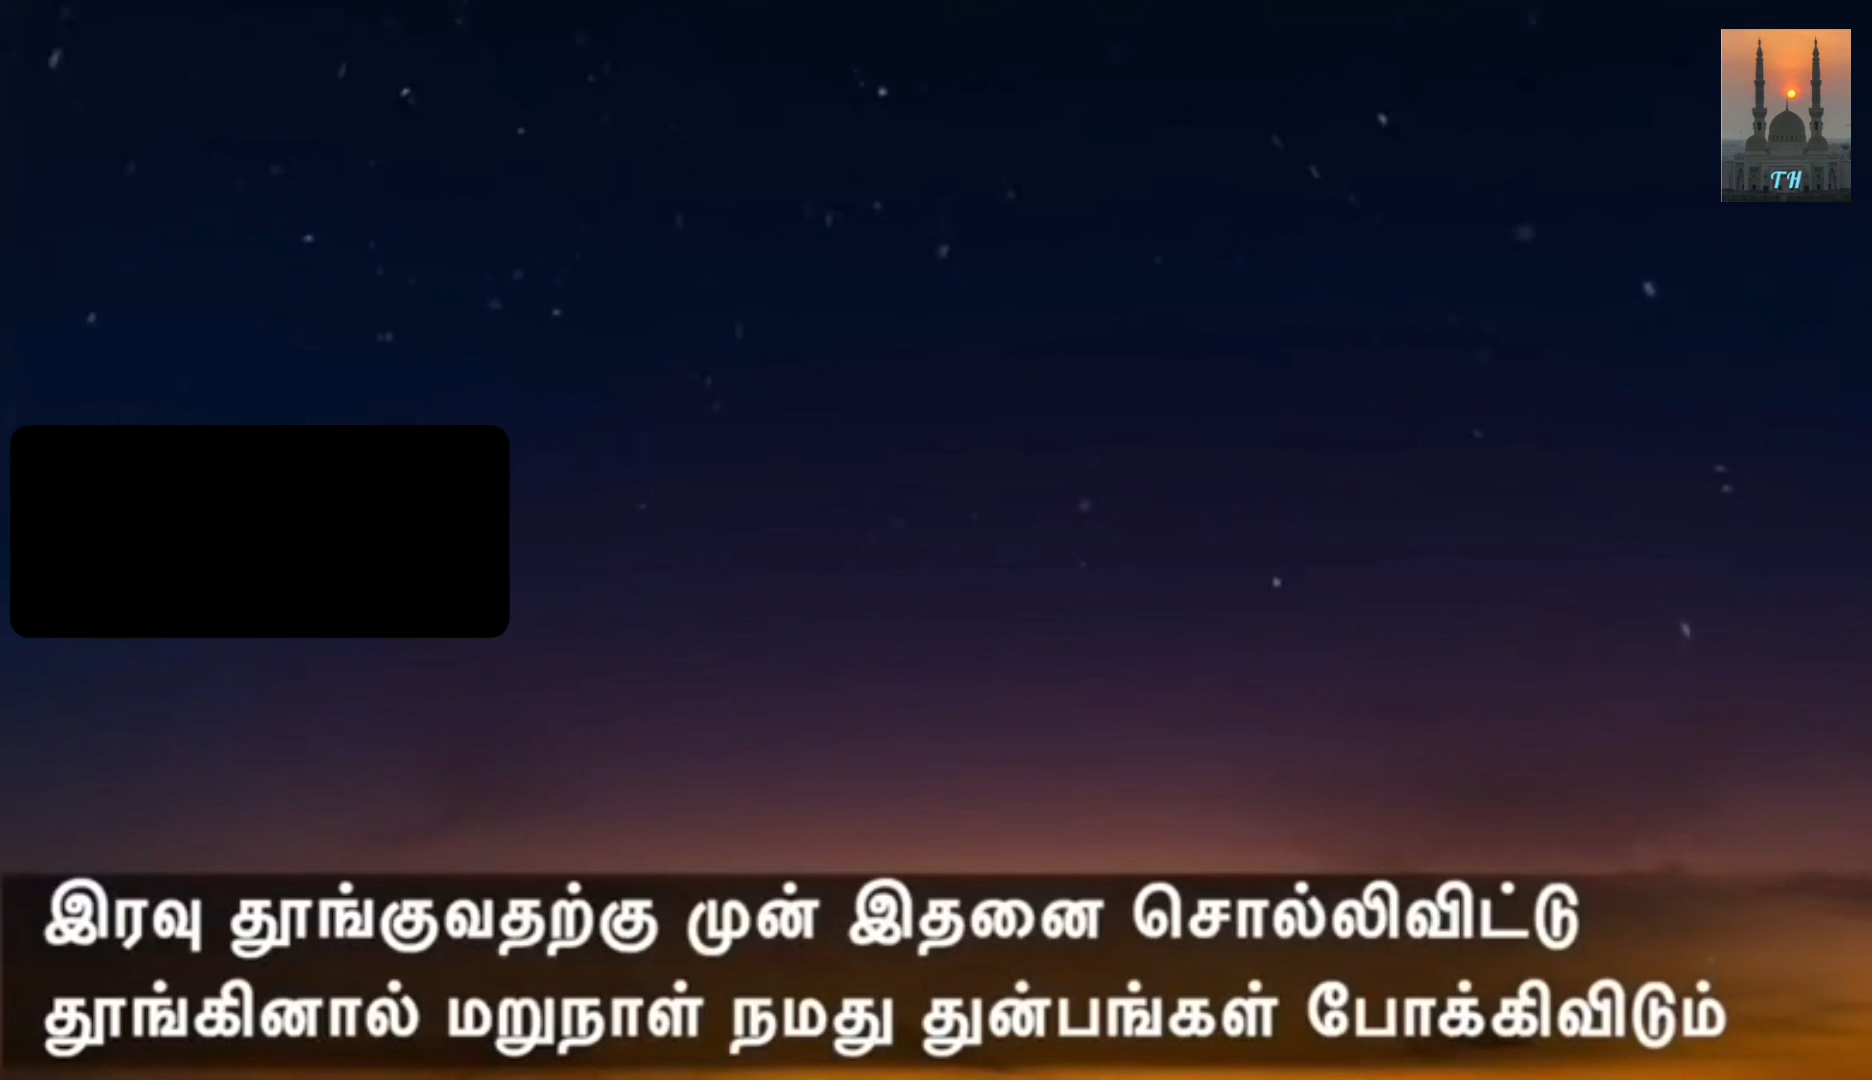 TH
இரவு தூங்குவதற்கு முன் இதனை சொல்லிவிட்டு
தூங்கினால் மறுநாள் நமது துன்பங்கள் போக்கிவிடும்